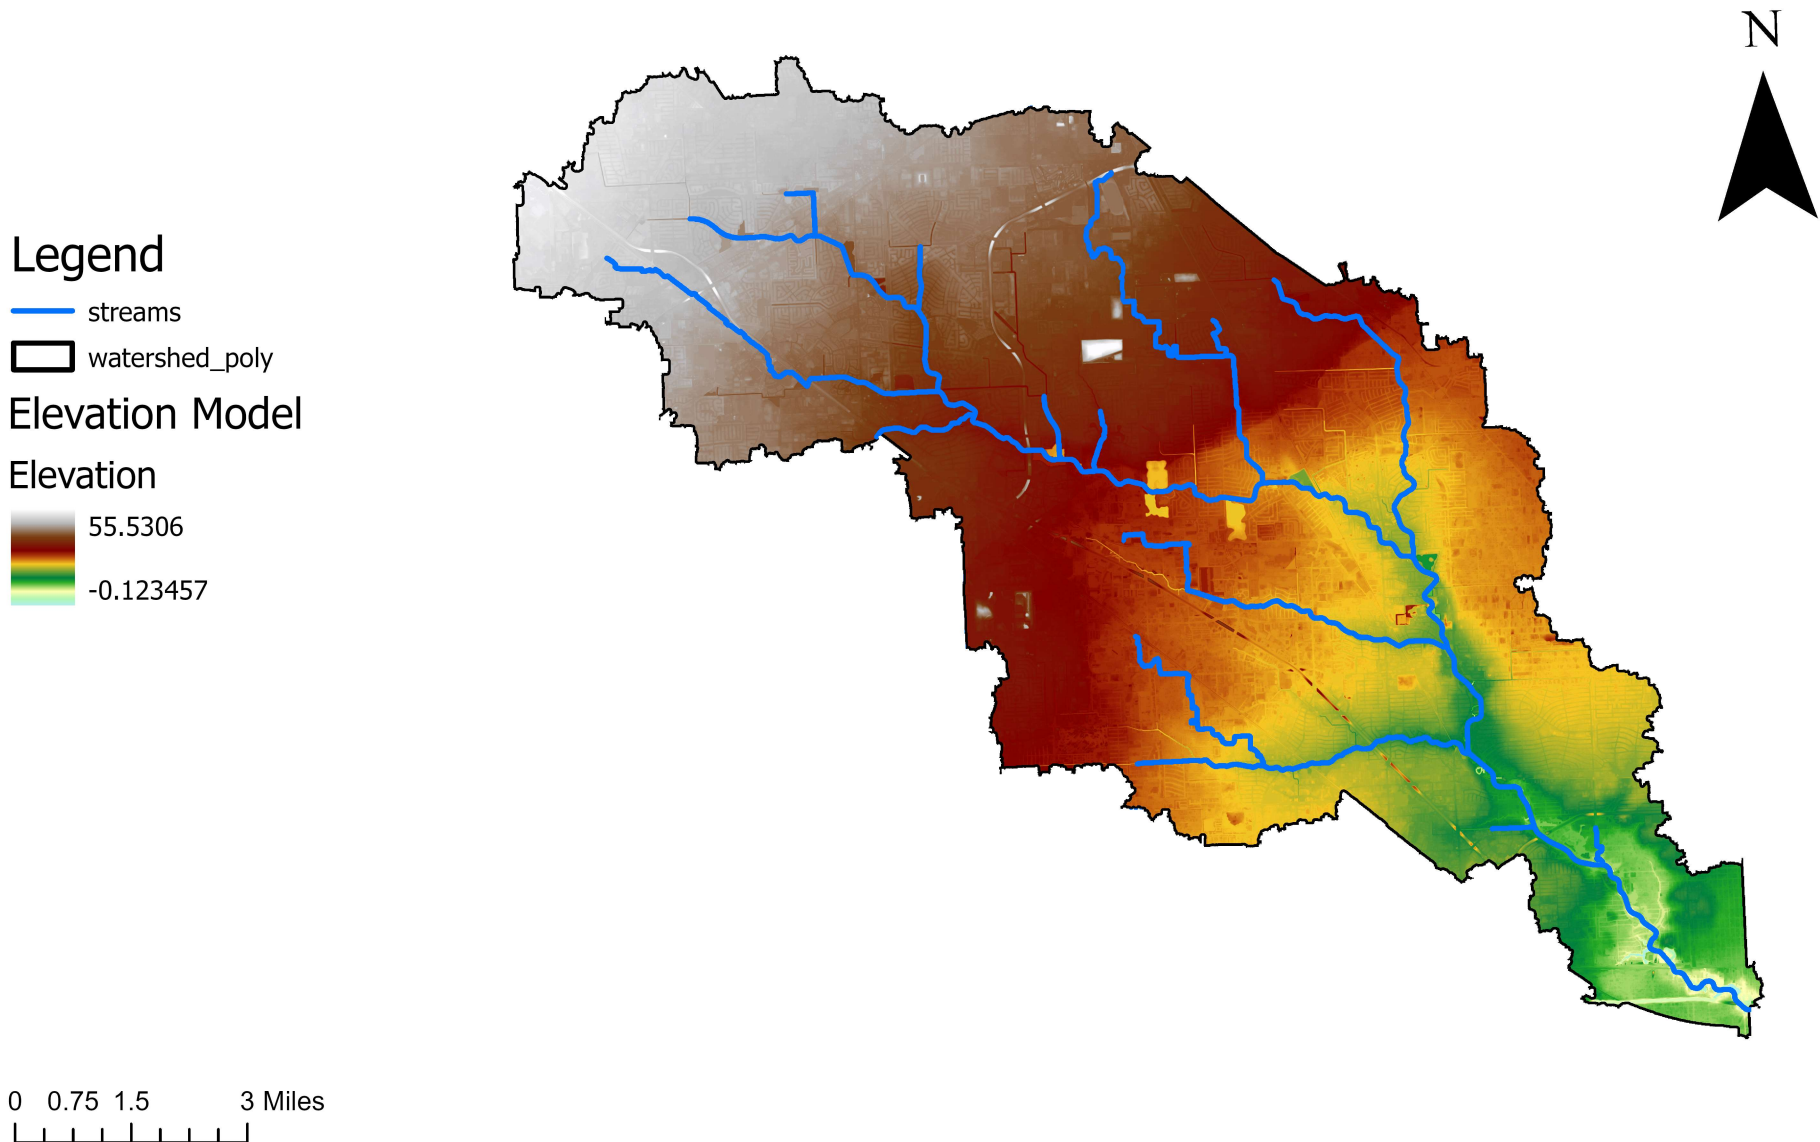 N
Legend
streams
watershed_poly
Elevation Model
Elevation
55.5306
-0.123457
0 0.75 1.5 3 Miles